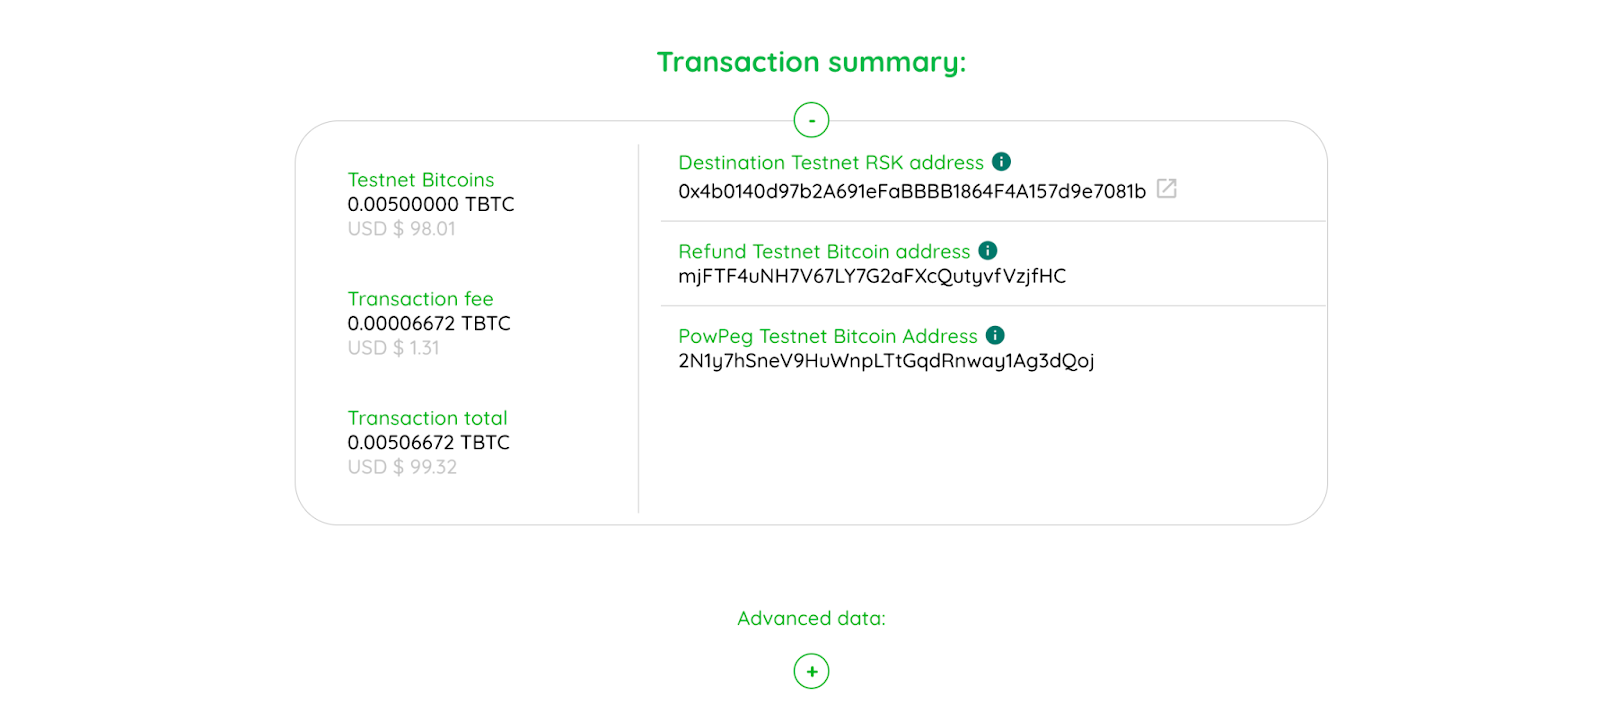 Transaction summary:
-
Testnet Bitcoins
0.00500000 TBTC
USD $ 98.01
Transaction fee
0.00006672 TBTC
USD $ 1.31
Transaction total
0.00506672 TBTC
USD $ 99.32
Destination Testnet RSK address
0x4b0140d97b2A691eFaBBBB1864F4A157d9e7081b
Refund Testnet Bitcoin address
mjFTF4uNH7V67LY7G2aFXcQutyvfVzjfHC
PowPeg Testnet Bitcoin Address
2N1y7hSneV9HuWnpLTtGqdRnway1Ag3dQoj
Advanced data:
+